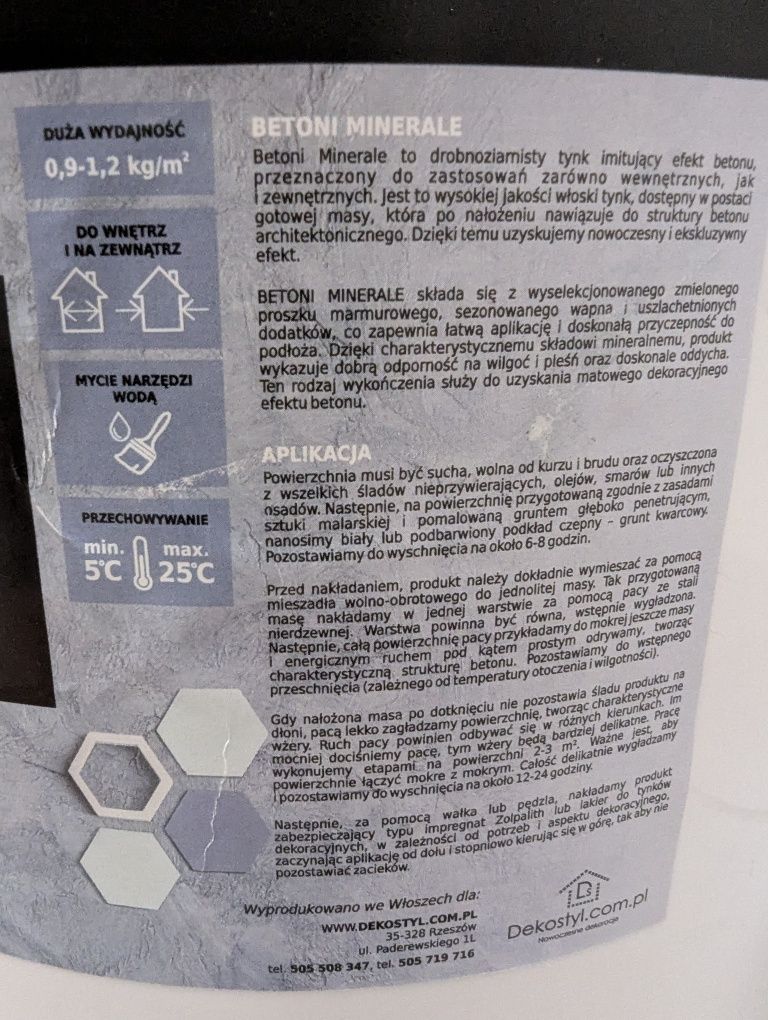 DUŻA WYDAJNOŚĆ
0,9-1,2 kg/m²
DO WNĘTRZ
I NA ZEWNĄTRZ
MYCIE NARZĘDZI
WODĄ
PRZECHOWYWANIE
min. max.
5°C 25°C
BETONI MINERALE
Betoni Minerale to drobnoziarnisty tynk imitujący efekt betonu,
przeznaczony do zastosowań zarówno wewnętrznych, jak
i zewnętrznych. Jest to wysokiej jakości włoski tynk, dostępny w postaci
gotowej masy, która po nałożeniu nawiązuje do struktury betonu
architektonicznego. Dzięki temu uzyskujemy nowoczesny i ekskluzywny
efekt.
BETONI MINERALE składa się z wyselekcjonowanego zmielonego
proszku marmurowego, sezonowanego wapna i uszlachetnionych
dodatków, co zapewnia łatwą aplikację i doskonałą przyczepność do
podłoża. Dzięki charakterystycznemu składowi mineralnemu, produkt
wykazuje dobrą odporność na wilgoć i pleśń oraz doskonale oddycha.
Ten rodzaj wykończenia służy do uzyskania matowego dekoracyjnego
efektu betonu.
APLIKACJA
Powierzchnia musi być sucha, wolna od kurzu i brudu oraz oczyszczona
z wszelkich śladów nieprzywierających, olejów, smarów lub innych
osadów. Następnie, na powierzchnię przygotowaną zgodnie z zasadami
sztuki malarskiej i pomalowaną gruntem głęboko penetrującym,
nanosimy biały lub podbarwiony podkład czepny – grunt kwarcowy.
Pozostawiamy do wyschnięcia na około 6-8 godzin.
Przed nakładaniem, produkt należy dokładnie wymieszać za pomocą
mieszadła wolno-obrotowego do jednolitej masy. Tak przygotowaną
masę nakładamy w jednej warstwie za pomocą pacy ze stali
nierdzewnej. Warstwa powinna być równa, wstępnie wygładzona.
Następnie, całą powierzchnię pacy przykładamy do mokrej jeszcze masy
i energicznym ruchem pod kątem prostym odrywamy, tworząc
charakterystyczną strukturę betonu. Pozostawiamy do wstępnego
przeschnięcia (zależnego od temperatury otoczenia i wilgotności).
Gdy nałożona masa po dotknięciu nie pozostawia śladu produktu na
dłoni, pacą lekko zagładzamy powierzchnię, tworząc charakterystyczne
wżery. Ruch pacy powinien odbywać się w różnych kierunkach. Im
mocniej dociśniemy pacę, tym wżery będą bardziej delikatne. Pracę
wykonujemy etapami na powierzchni 2-3 m². Ważne jest, aby
powierzchnie łączyć mokre z mokrym. Całość delikatnie wygładzamy
i pozostawiamy do wyschnięcia na około 12-24 godziny.
Następnie, za pomocą wałka lub pędzla, nakładamy produkt
zabezpieczający typu impregnat Zolpalith lub lakier do tynków
dekoracyjnych, w zależności od potrzeb i aspektu dekoracyjnego,
zaczynając aplikację od dołu i stopniowo kierując się w górę, tak aby nie
pozostawiać zacieków.
Wyprodukowano we Włoszech dla:
WWW.DEKOSTYL.COM.PL
35-328 Rzeszów
ul. Paderewskiego 1L
tel. 505 508 347, tel. 505 719 716
Ds
Dekostyl.com.pl
Nowoczesne dekoracje